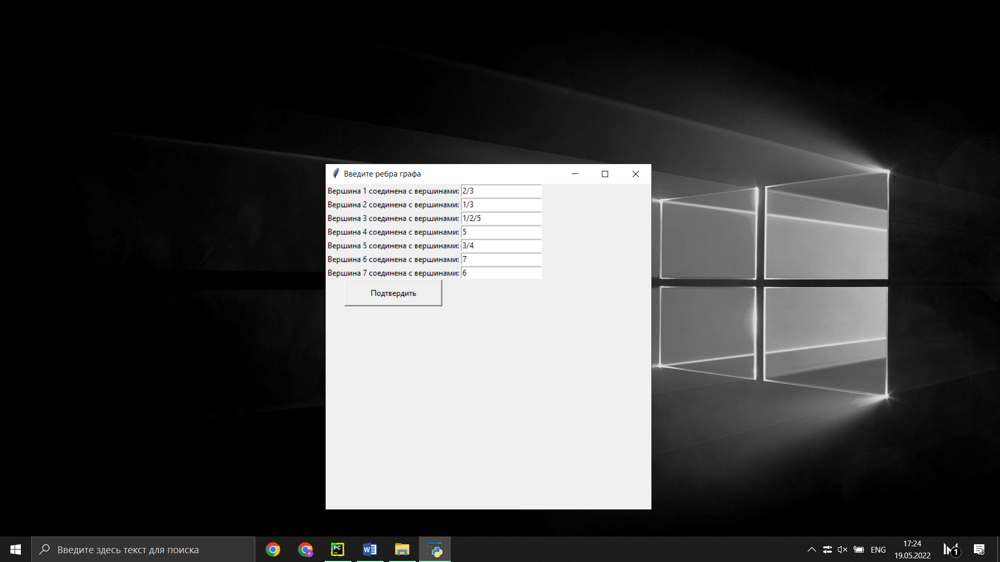 Введите ребра графа
Вершина 1 соединена с вершинами: 2/3
Вершина 2 соединена с вершинами: 1/3
Вершина 3 соединена с вершинами: 1/2/5
Вершина 4 соединена с вершинами: 5
Вершина 5 соединена с вершинами: 3/4
Вершина 6 соединена с вершинами: 7
Вершина 7 соединена с вершинами: 6
Подтвердить
Введите здесь текст для поиска
PC
W
A
ENG
17:24
19.05.2022
1